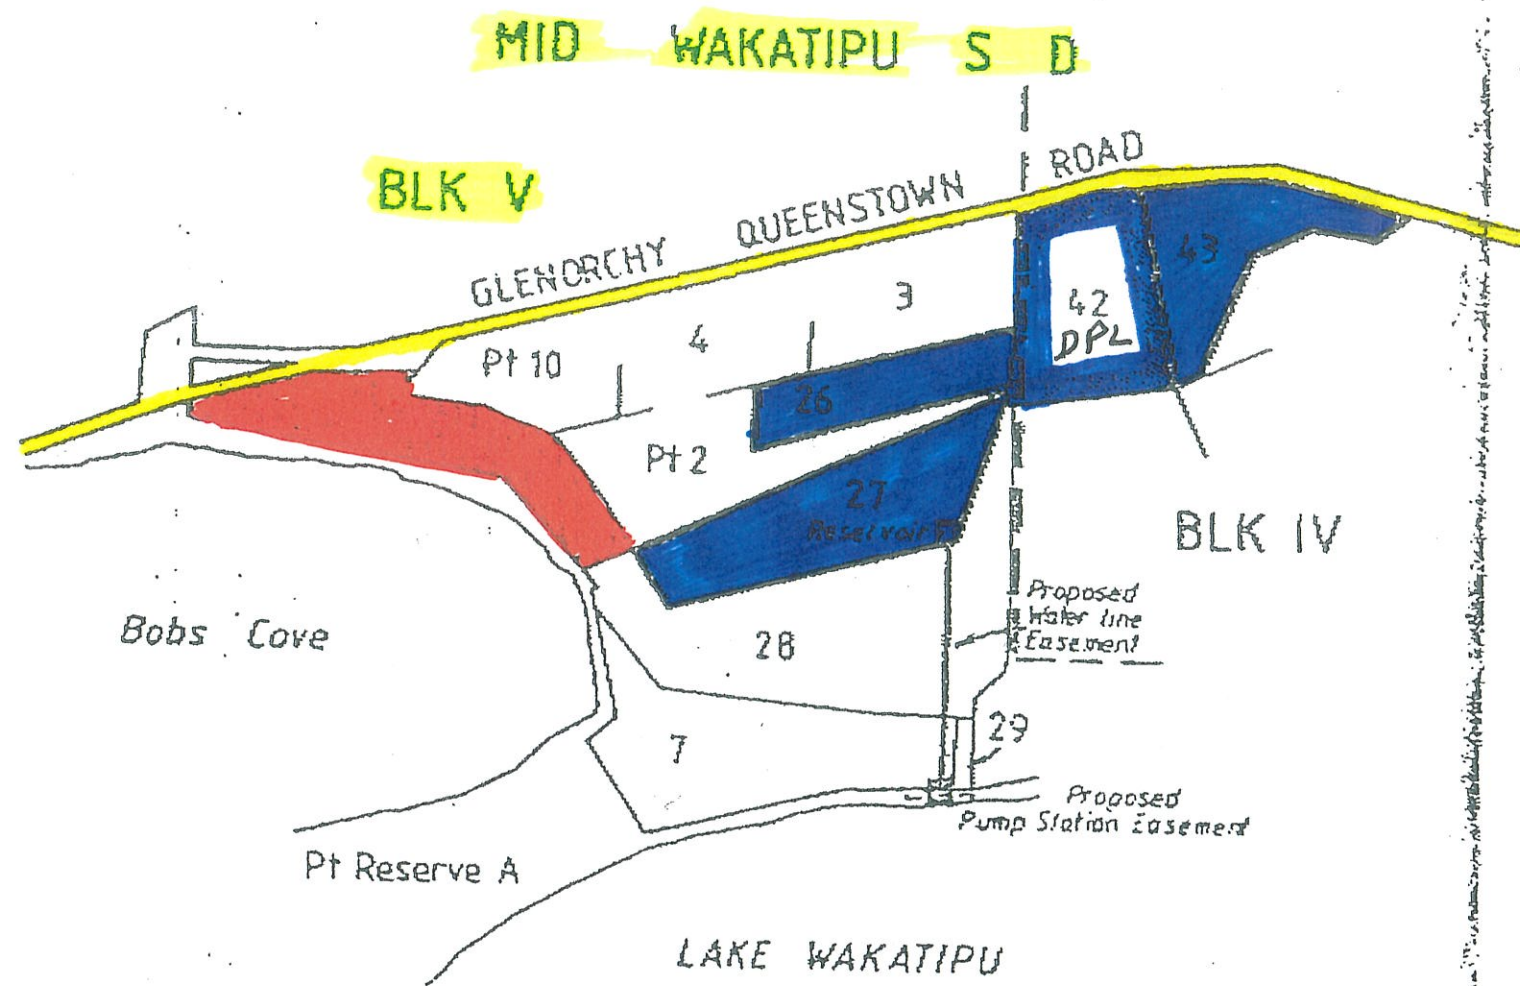 MID WAKATIPU S D
BLK V
GLENORCHY QUEENSTOWN ROAD
43
3
42
DPL
4
Pt 10
26
Pt 2
27
Reservoir
BLK IV
Proposed
Water line
Easement
Bobs Cove
28
29
7
Proposed
Pump Station Easement
Pt Reserve A
LAKE WAKATIPU